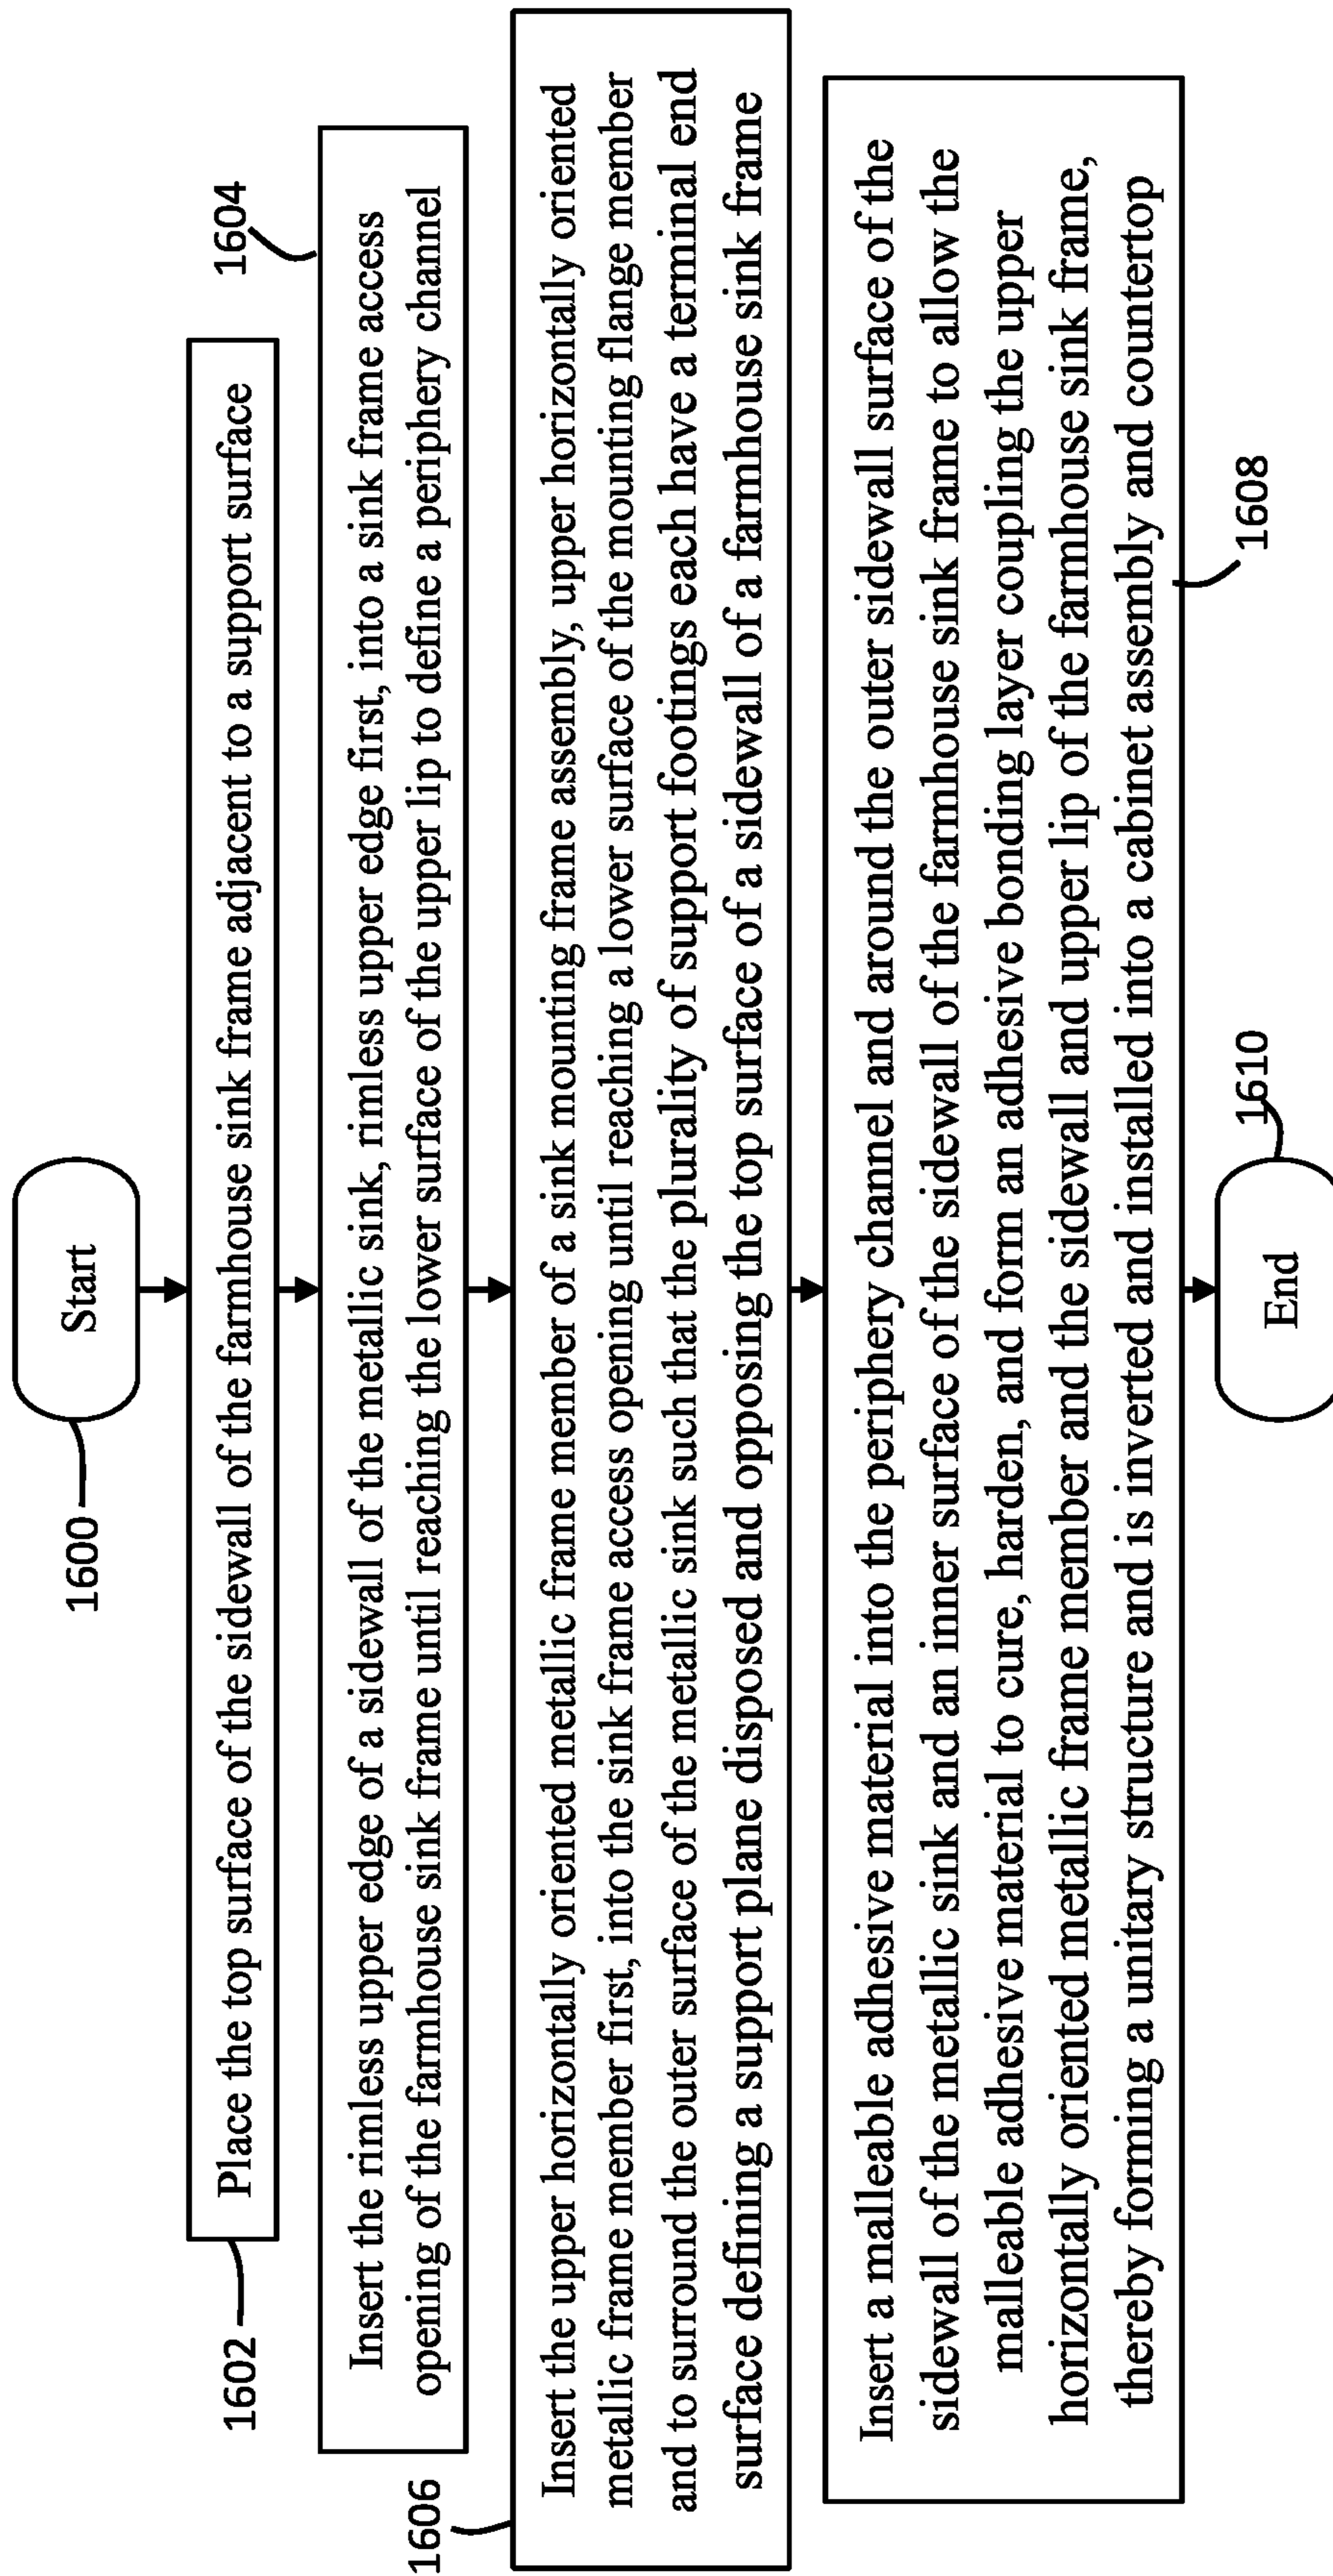 Start
1600
Place the top surface of the sidewall of the farmhouse sink frame adjacent to a support surface
1602
1604
Insert the rimless upper edge of a sidewall of the metallic sink, rimless upper edge first, into a sink frame access
opening of the farmhouse sink frame until reaching the lower surface of the upper lip to define a periphery channel
1606
Insert the upper horizontally oriented metallic frame member of a sink mounting frame assembly, upper horizontally oriented
metallic frame member first, into the sink frame access opening until reaching a lower surface of the mounting flange member
and to surround the outer surface of the metallic sink such that the plurality of support footings each have a terminal end
surface defining a support plane disposed and opposing the top surface of a sidewall of a farmhouse sink frame
Insert a malleable adhesive material into the periphery channel and around the outer sidewall surface of the
sidewall of the metallic sink and an inner surface of the sidewall of the farmhouse sink frame to allow the
malleable adhesive material to cure, harden, and form an adhesive bonding layer coupling the upper
horizontally oriented metallic frame member and the sidewall and upper lip of the farmhouse sink frame,
thereby forming a unitary structure and is inverted and installed into a cabinet assembly and countertop
1608
1610
End